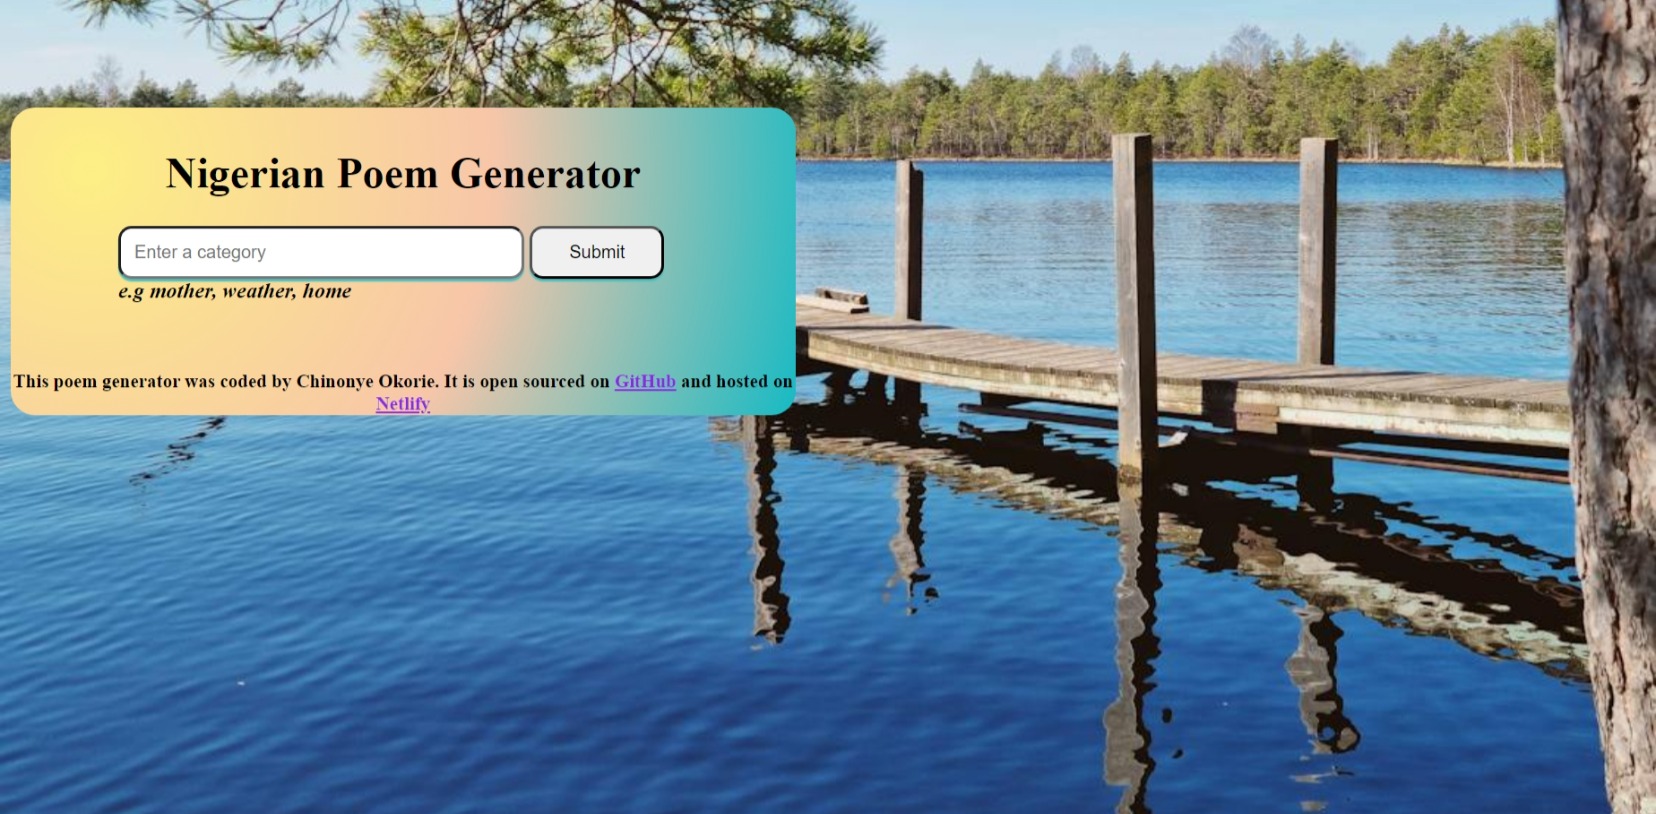 Nigerian Poem Generator
Enter a category
Submit
e.g mother, weather, home
This poem generator was coded by Chinonye Okorie. It is open sourced on GitHub and hosted on
Netlify